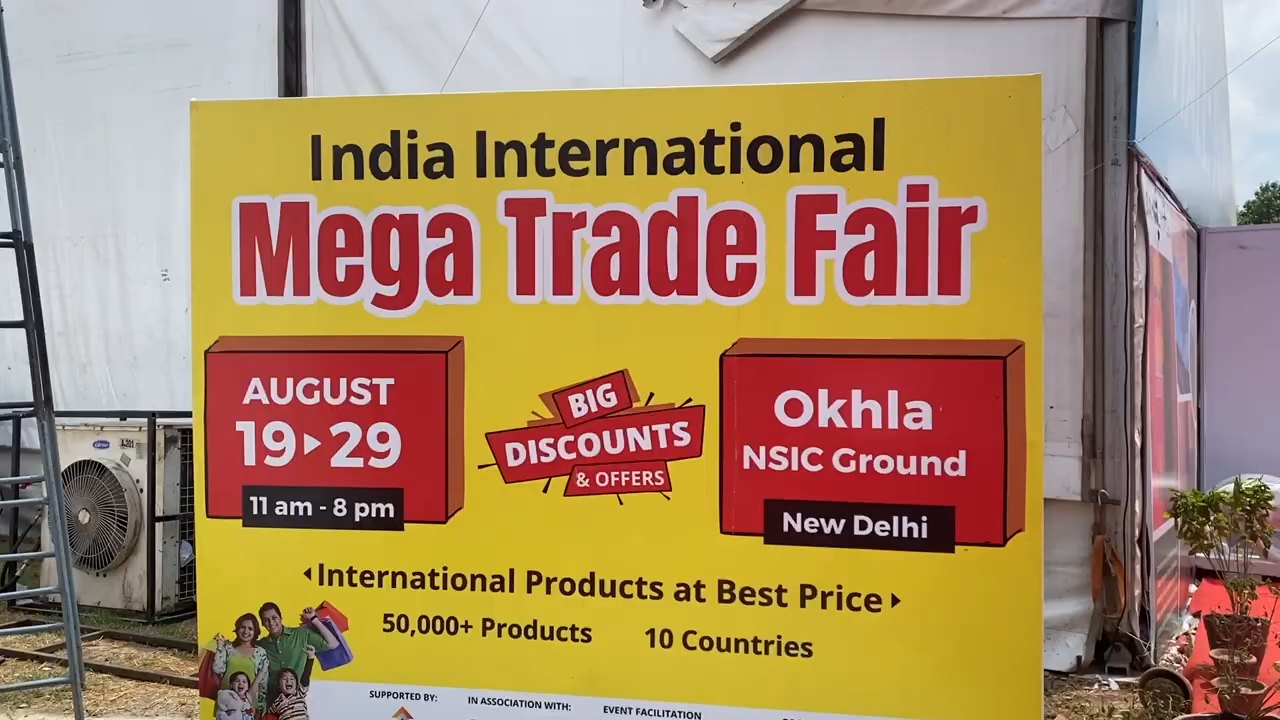 India International
Mega Trade Fair
AUGUST
19 ▸ 29
11 am - 8 pm
BIG
DISCOUNTS
& OFFERS
Okhla
NSIC Ground
New Delhi
◂ International Products at Best Price ▸
50,000+ Products
10 Countries
SUPPORTED BY:
IN ASSOCIATION WITH:
EVENT FACILITATION